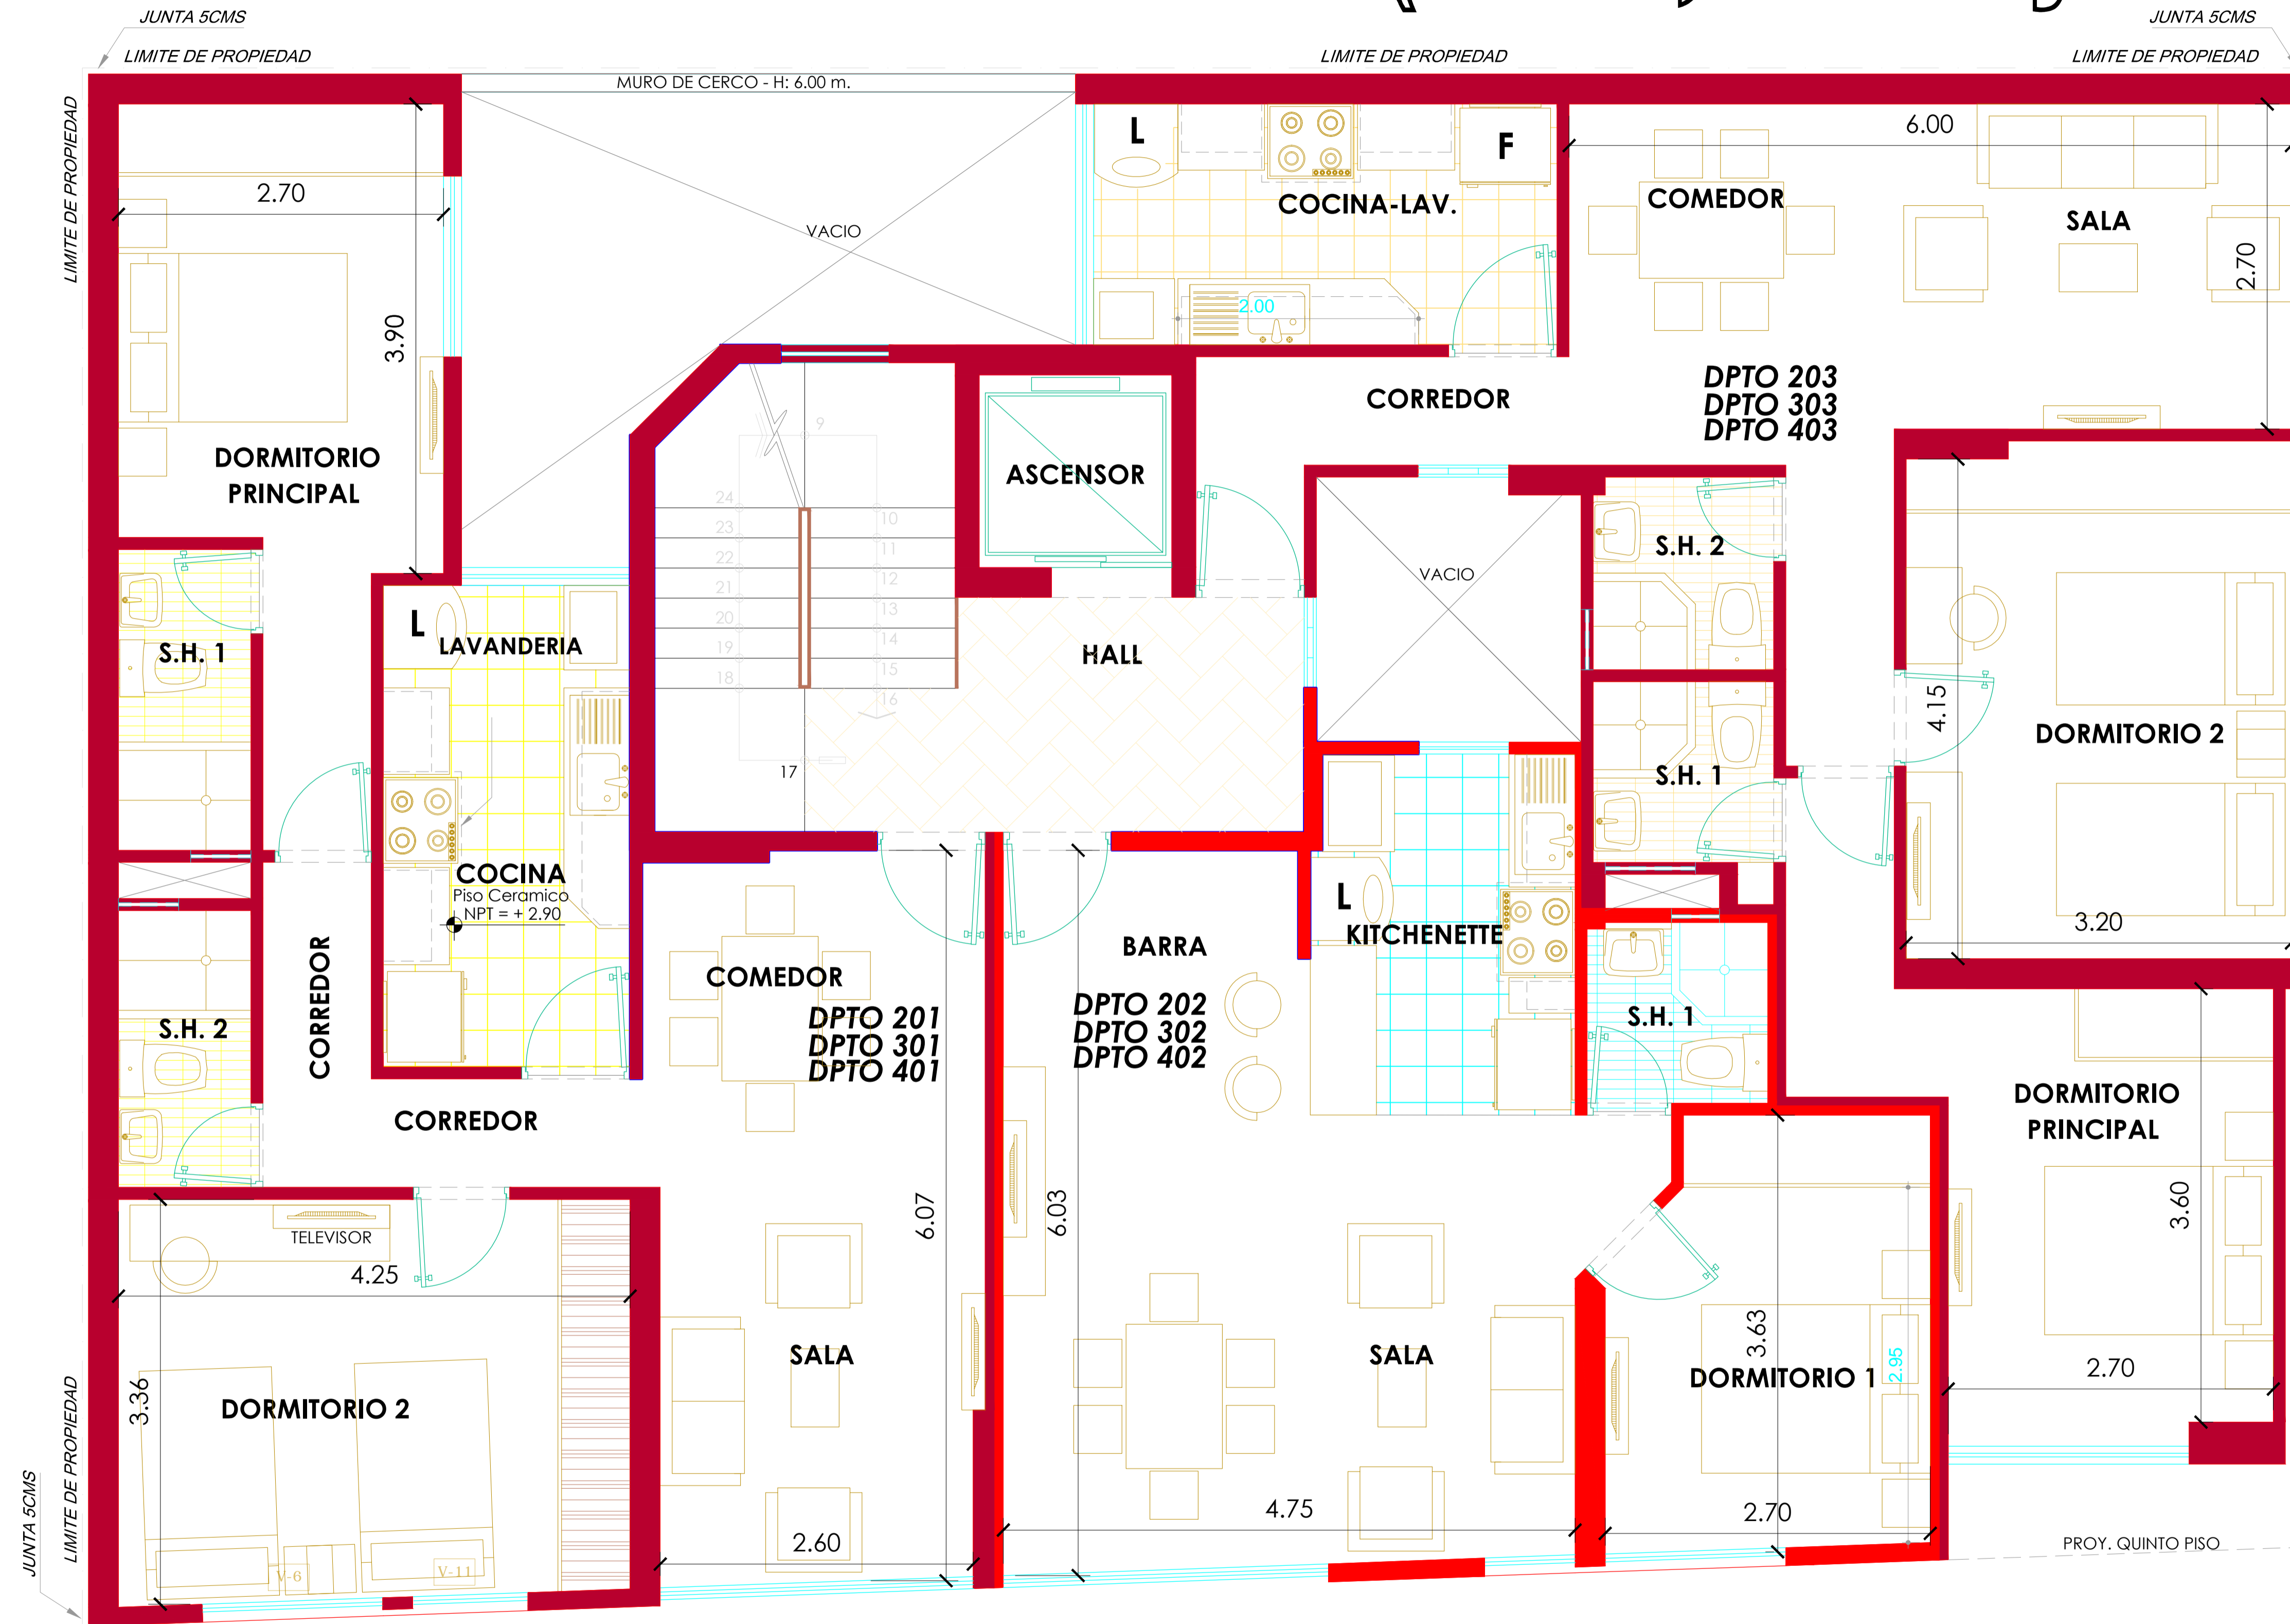 JUNTA 5CMS
JUNTA 5CMS
LIMITE DE PROPIEDAD
LIMITE DE PROPIEDAD
LIMITE DE PROPIEDAD
MURO DE CERCO - H: 6.00 m.
LIMITE DE PROPIEDAD
2.70
3.90
DORMITORIO
PRINCIPAL
VACIO
L
F
COCINA-LAV.
2.00
6.00
COMEDOR
SALA
2.70
CORREDOR
DPTO 203
DPTO 303
DPTO 403
ASCENSOR
9
24
23
22
21
20
19
18
10
11
12
13
14
15
16
17
HALL
VACIO
S.H. 2
S.H. 1
4.15
DORMITORIO 2
3.20
S.H. 1
L
LAVANDERIA
COCINA
Piso Ceramico
NPT = + 2.90
S.H. 2
CORREDOR
CORREDOR
COMEDOR
DPTO 201
DPTO 301
DPTO 401
BARRA
DPTO 202
DPTO 302
DPTO 402
L
KITCHENETTE
S.H. 1
DORMITORIO
PRINCIPAL
3.60
2.70
TELEVISOR
4.25
3.36
DORMITORIO 2
V-6
V-11
6.07
SALA
2.60
6.03
SALA
4.75
3.63
2.95
DORMITORIO 1
2.70
PROY. QUINTO PISO
LIMITE DE PROPIEDAD
JUNTA 5CMS